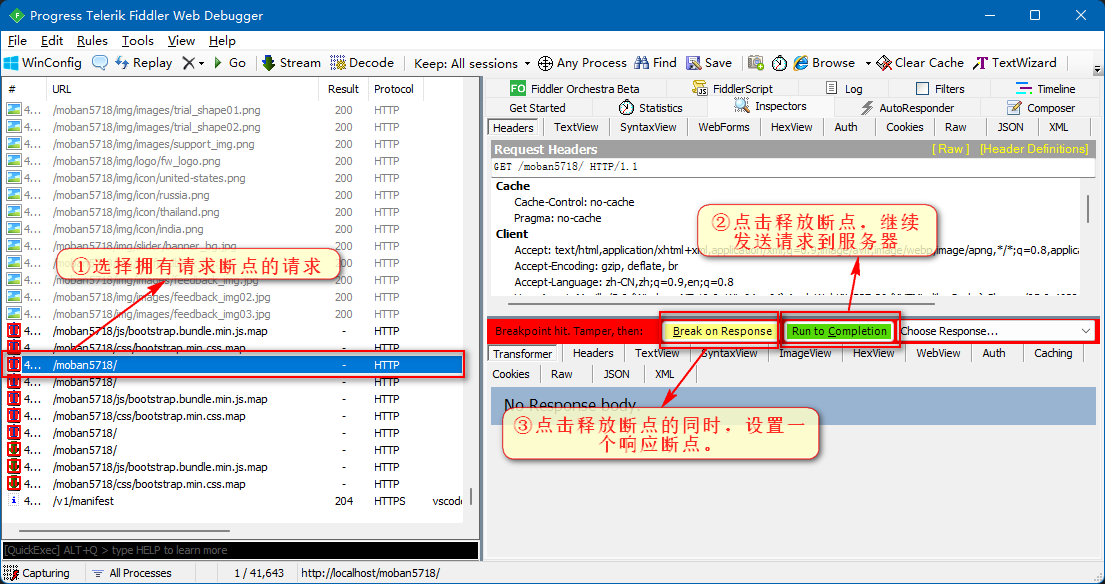 Progress Telerik Fiddler Web Debugger
File Edit Rules Tools View Help
WinConfig Replay Go Stream Decode Keep: All sessions Any Process Find Save Browse Clear Cache TextWizard
# URL Result Protocol
4... /moban5718/img/images/trial_shape01.png 200 HTTP
4... /moban5718/img/images/trial_shape02.png 200 HTTP
4... /moban5718/img/images/support_img.png 200 HTTP
4... /moban5718/img/logo/fw_logo.png 200 HTTP
4... /moban5718/img/icon/united-states.png 200 HTTP
4... /moban5718/img/icon/russia.png 200 HTTP
4... /moban5718/img/icon/thailand.png 200 HTTP
4... /moban5718/img/icon/india.png 200 HTTP
4... /moban5718/img/slider/banner_bg.jpg 200 HTTP
①选择拥有请求断点的请求
4... /moban5718/img/images/feedback_img.jpg 200 HTTP
4... /moban5718/img/images/feedback_img02.jpg 200 HTTP
4... /moban5718/img/images/feedback_img03.jpg 200 HTTP
4... /moban5718/js/bootstrap.bundle.min.js.map - HTTP
4... /moban5718/css/bootstrap.min.css.map - HTTP
4... /moban5718/ - HTTP
4... /moban5718/ - HTTP
4... /moban5718/js/bootstrap.bundle.min.js.map - HTTP
4... /moban5718/css/bootstrap.min.css.map - HTTP
4... /moban5718/ - HTTP
4... /moban5718/ - HTTP
4... /moban5718/js/bootstrap.bundle.min.js.map - HTTP
4... /moban5718/css/bootstrap.min.css.map - HTTP
4... /v1/manifest 204 HTTPS vscode
[QuickExec] ALT+Q > type HELP to learn more
FO Fiddler Orchestra Beta FiddlerScript Log Filters Timeline
Get Started Statistics Inspectors AutoResponder Composer
Headers TextView SyntaxView WebForms HexView Auth Cookies Raw JSON XML
Request Headers [ Raw ] [Header Definitions]
GET /moban5718/ HTTP/1.1
Cache
Cache-Control: no-cache
Pragma: no-cache
Client
Accept: text/html,application/xhtml+xml,application/xml;q=0.9,image/avif,image/webp,image/apng,*/*;q=0.8,applica
Accept-Encoding: gzip, deflate, br
Accept-Language: zh-CN,zh;q=0.9,en;q=0.8
②点击释放断点，继续
发送请求到服务器
Breakpoint hit. Tamper, then: Break on Response Run to Completion Choose Response...
Transformer Headers TextView SyntaxView ImageView HexView WebView Auth Caching
Cookies Raw JSON XML
No Response body.
③点击释放断点的同时，设置一
个响应断点。
Capturing All Processes 1 / 41,643 http://localhost/moban5718/